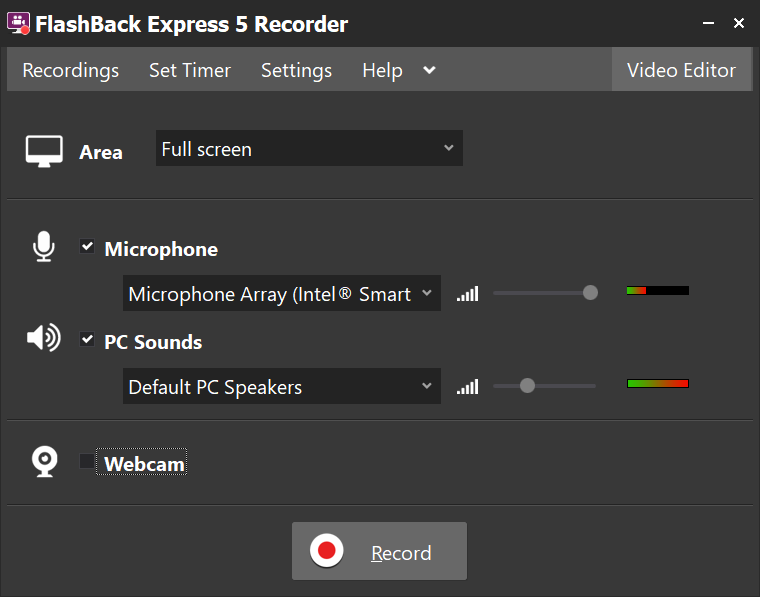 FlashBack Express 5 Recorder
Recordings Set Timer Settings Help Video Editor
Area Full screen
Microphone
Microphone Array (Intel® Smart
PC Sounds
Default PC Speakers
Webcam
Record